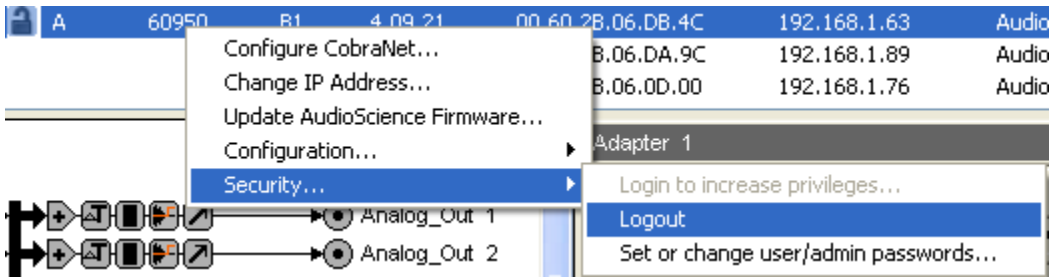 A 60950 B1 4.09.21 00.60.2B.06.DB.4C 192.168.1.63 Audio
B.06.DA.9C 192.168.1.89 Audio
B.06.0D.00 192.168.1.76 Audio
Configure CobraNet...
Change IP Address...
Update AudioScience Firmware...
Configuration...
Security...
Adapter 1
Login to increase privileges...
Logout
Set or change user/admin passwords...
Analog_Out 1
Analog_Out 2